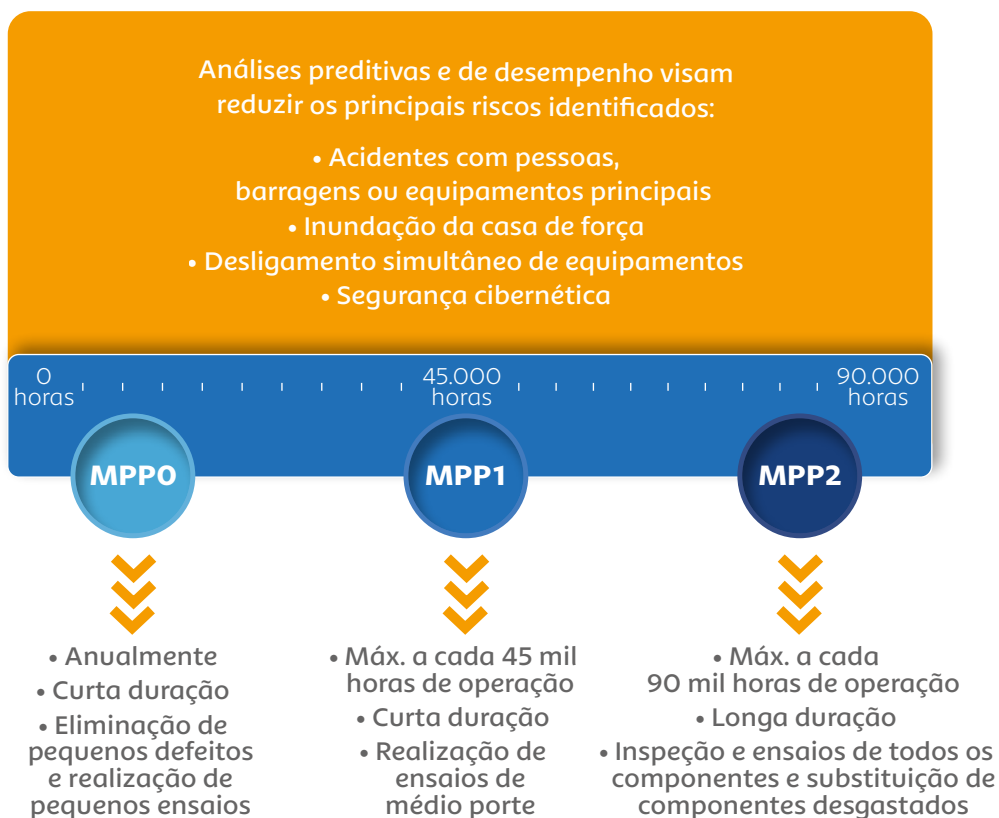 Análises preditivas e de desempenho visam
reduzir os principais riscos identificados:
• Acidentes com pessoas,
barragens ou equipamentos principais
• Inundação da casa de força
• Desligamento simultâneo de equipamentos
• Segurança cibernética
0
horas
45.000
horas
90.000
horas
MPP0
MPP1
MPP2
• Anualmente
• Curta duração
• Eliminação de
pequenos defeitos
e realização de
pequenos ensaios
• Máx. a cada 45 mil
horas de operação
• Curta duração
• Realização de
ensaios de
médio porte
• Máx. a cada
90 mil horas de operação
• Longa duração
• Inspeção e ensaios de todos os
componentes e substituição de
componentes desgastados